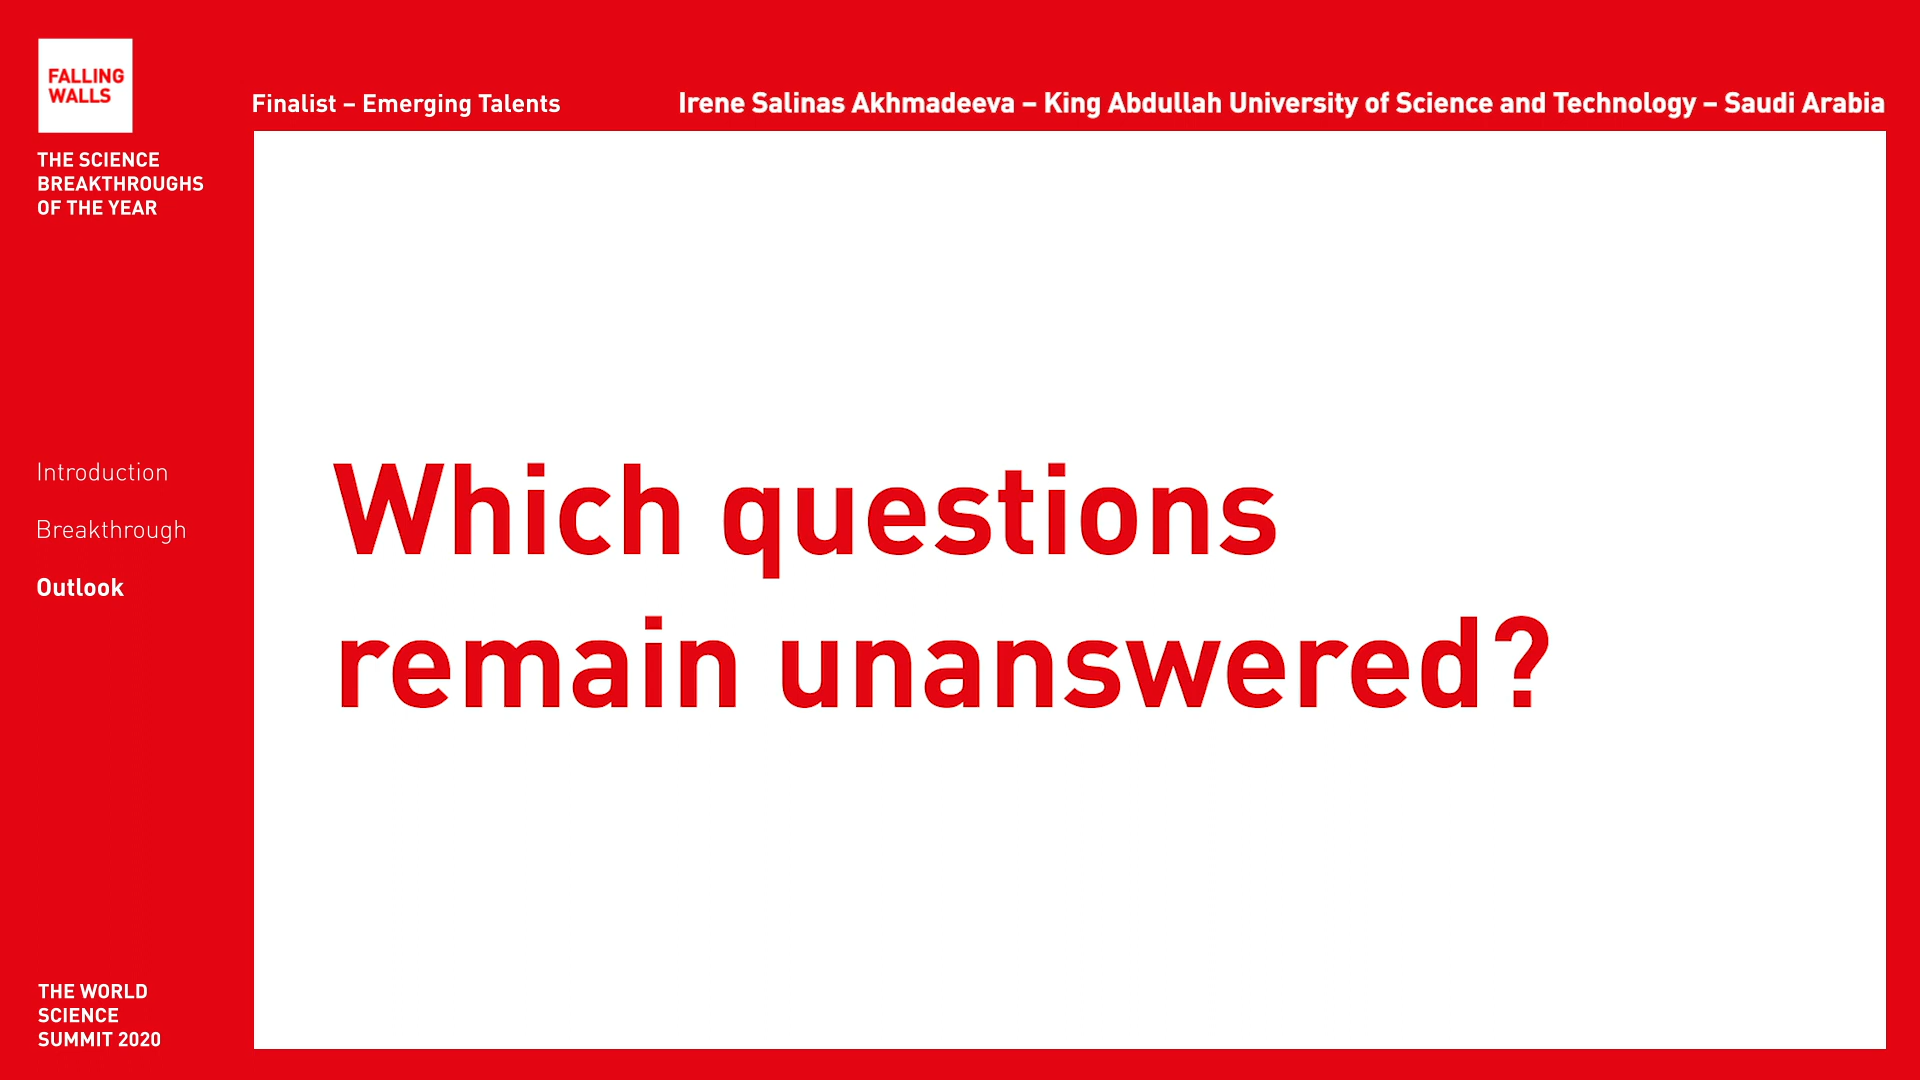 FALLING
WALLS
THE SCIENCE
BREAKTHROUGHS
OF THE YEAR
Finalist – Emerging Talents
Irene Salinas Akhmadeeva – King Abdullah University of Science and Technology – Saudi Arabia
Introduction
Breakthrough
Outlook
Which questions
remain unanswered?
THE WORLD
SCIENCE
SUMMIT 2020